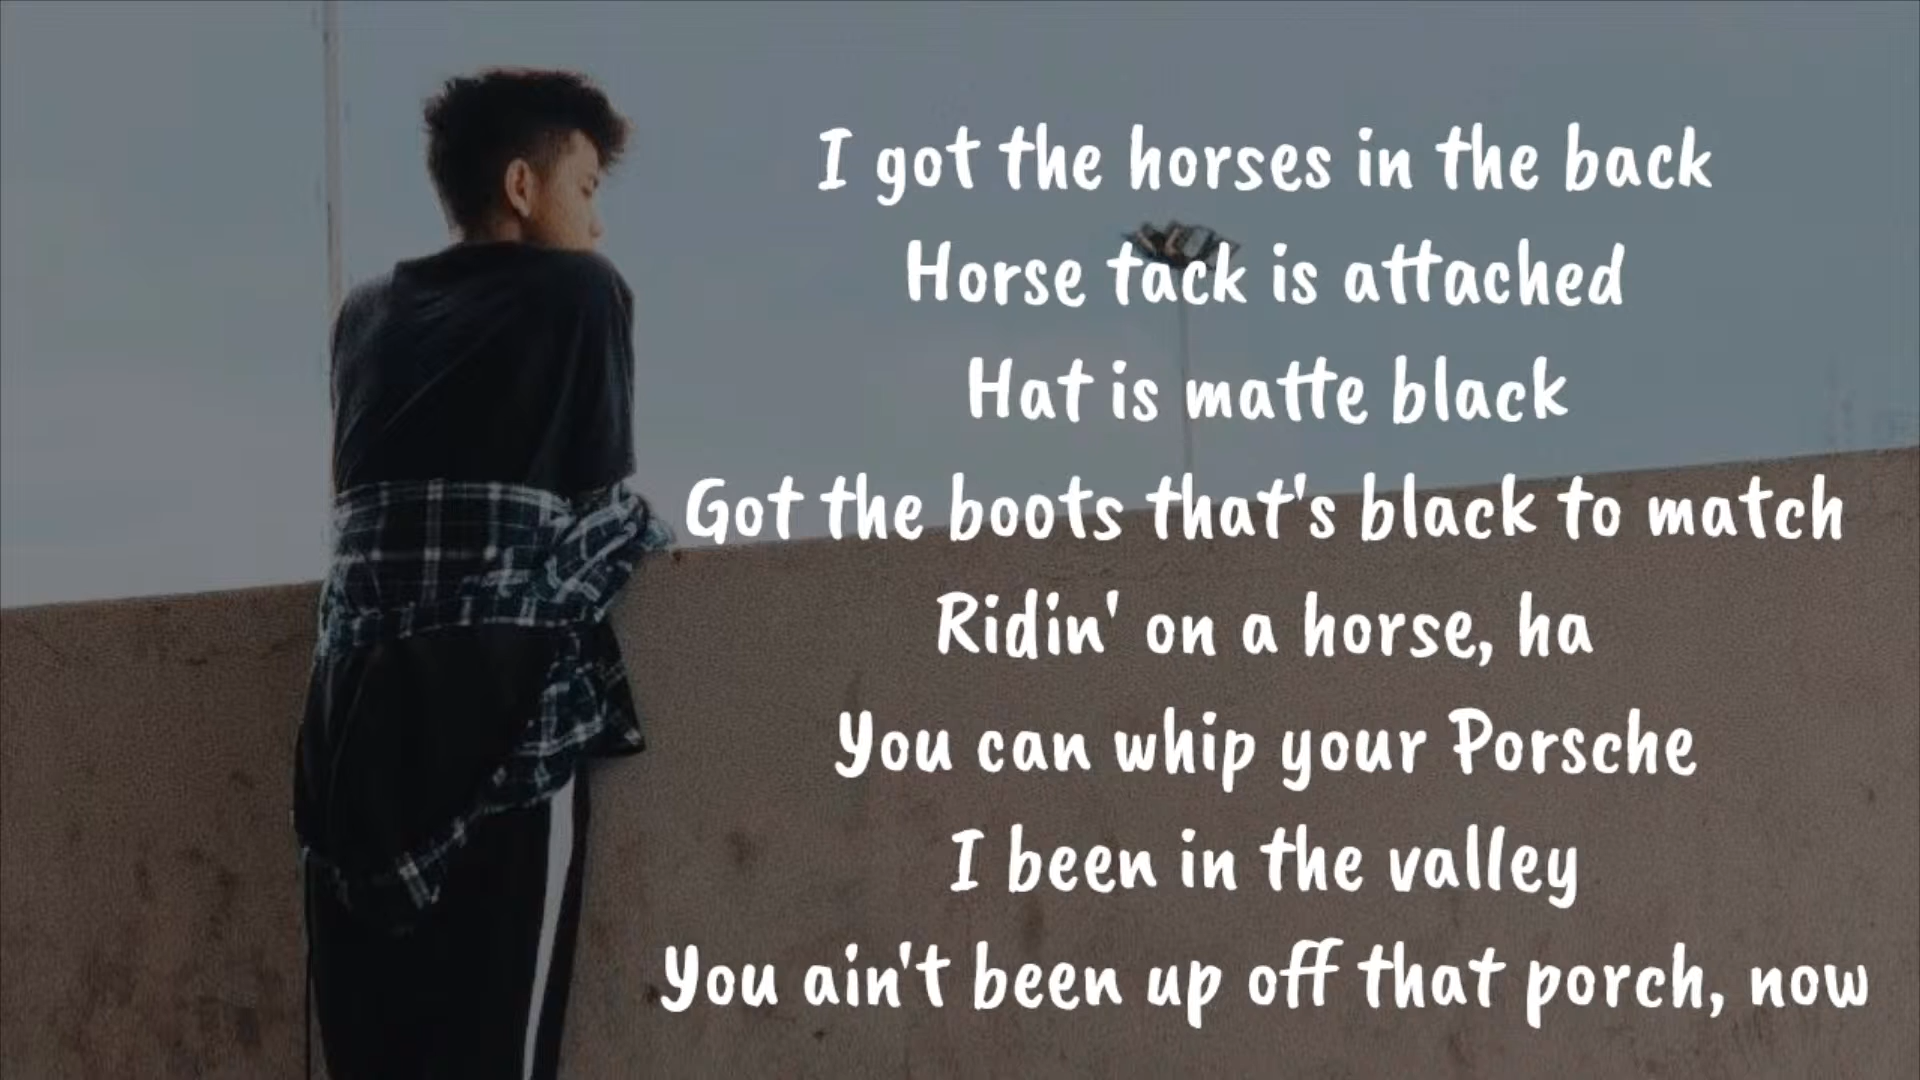 I got the horses in the back
Horse tack is attached
Hat is matte black
Got the boots that's black to match
Ridin' on a horse, ha
You can whip your Porsche
I been in the valley
You ain't been up off that porch, now